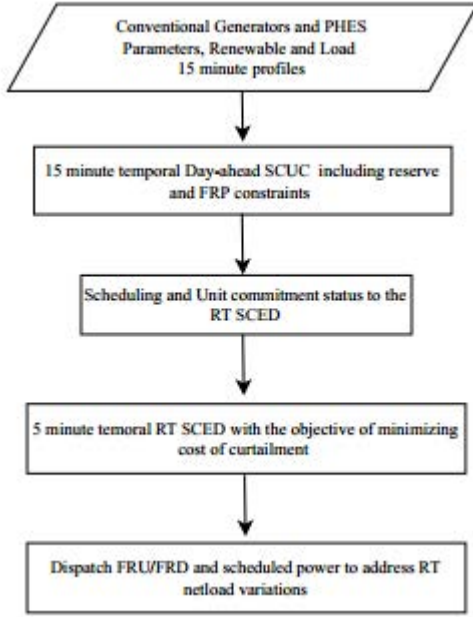 Conventional Generators and PHES
Parameters, Renewable and Load
15 minute profiles
15 minute temporal Day-ahead SCUC including reserve
and FRP constraints
Scheduling and Unit commitment status to the
RT SCED
5 minute temoral RT SCED with the objective of minimizing
cost of curtailment
Dispatch FRU/FRD and scheduled power to address RT
netload variations